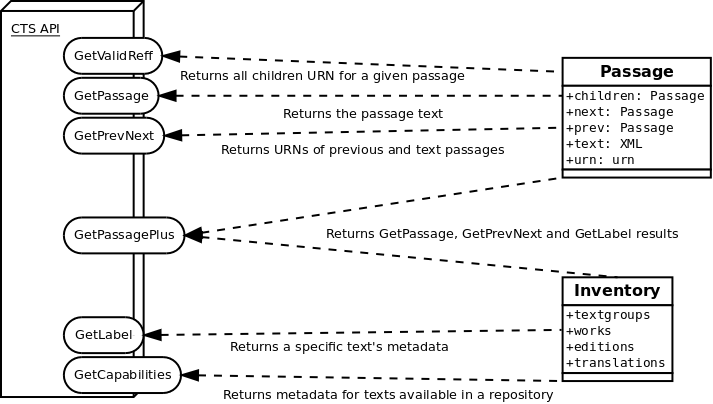 CTS API
GetValidReff
Returns all children URN for a given passage
GetPassage
Returns the passage text
GetPrevNext
Returns URNs of previous and text passages
Passage
+children: Passage
+next: Passage
+prev: Passage
+text: XML
+urn: urn
GetPassagePlus
Returns GetPassage, GetPrevNext and GetLabel results
Inventory
+textgroups
+works
+editions
+translations
GetLabel
Returns a specific text's metadata
GetCapabilities
Returns metadata for texts available in a repository